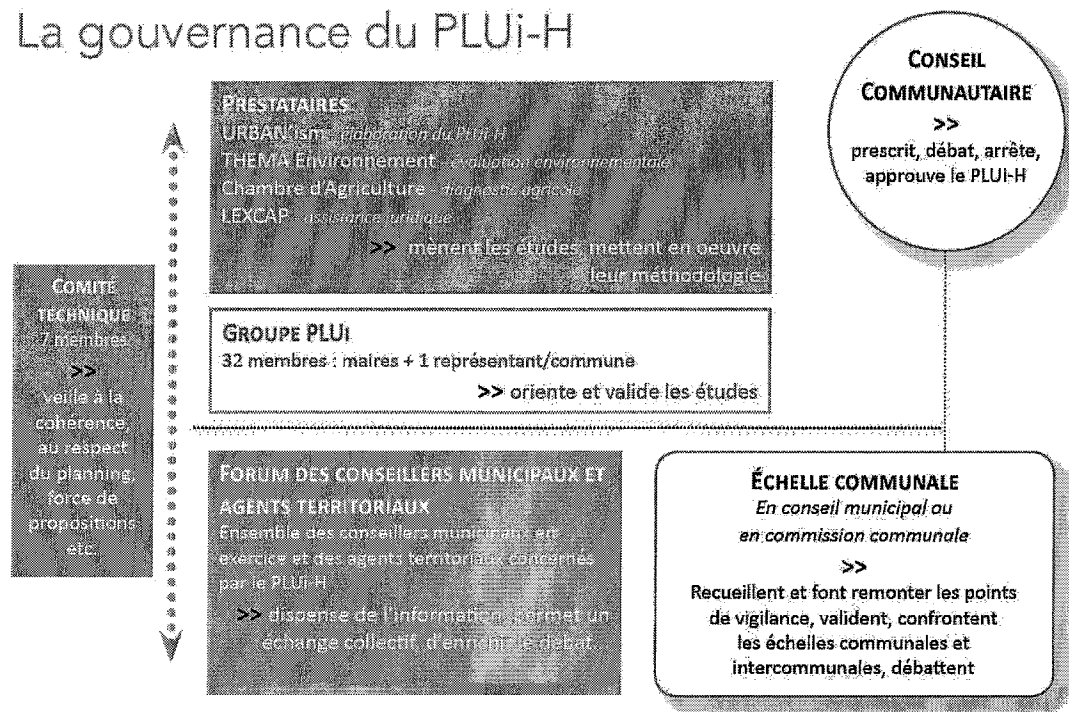 La gouvernance du PLUi-H
CONSEIL
COMMUNAUTAIRE
>>
prescrit, débat, arrête,
approuve le PLUi-H
PRESTATAIRES
URBAN'ism - élaboration du PLUi-H
THEMA Environnement - évaluation environnementale
Chambre d'Agriculture - diagnostic agricole
LEXCAP - assistance juridique
>> mènent les études, mettent en oeuvre
leur méthodologie
COMITÉ
TECHNIQUE
7 membres
>>
veille à la
cohérence,
au respect
du planning,
force de
propositions
etc.
GROUPE PLUi
32 membres : maires + 1 représentant/commune
>> oriente et valide les études
FORUM DES CONSEILLERS MUNICIPAUX ET
AGENTS TERRITORIAUX
Ensemble des conseillers municipaux en
exercice et des agents territoriaux concernés
par le PLUi-H
>> dispense de l'information, permet un
échange collectif, d'enrichir le débat
ÉCHELLE COMMUNALE
En conseil municipal ou
en commission communale
>>
Recueillent et font remonter les points
de vigilance, valident, confrontent
les échelles communales et
intercommunales, débattent